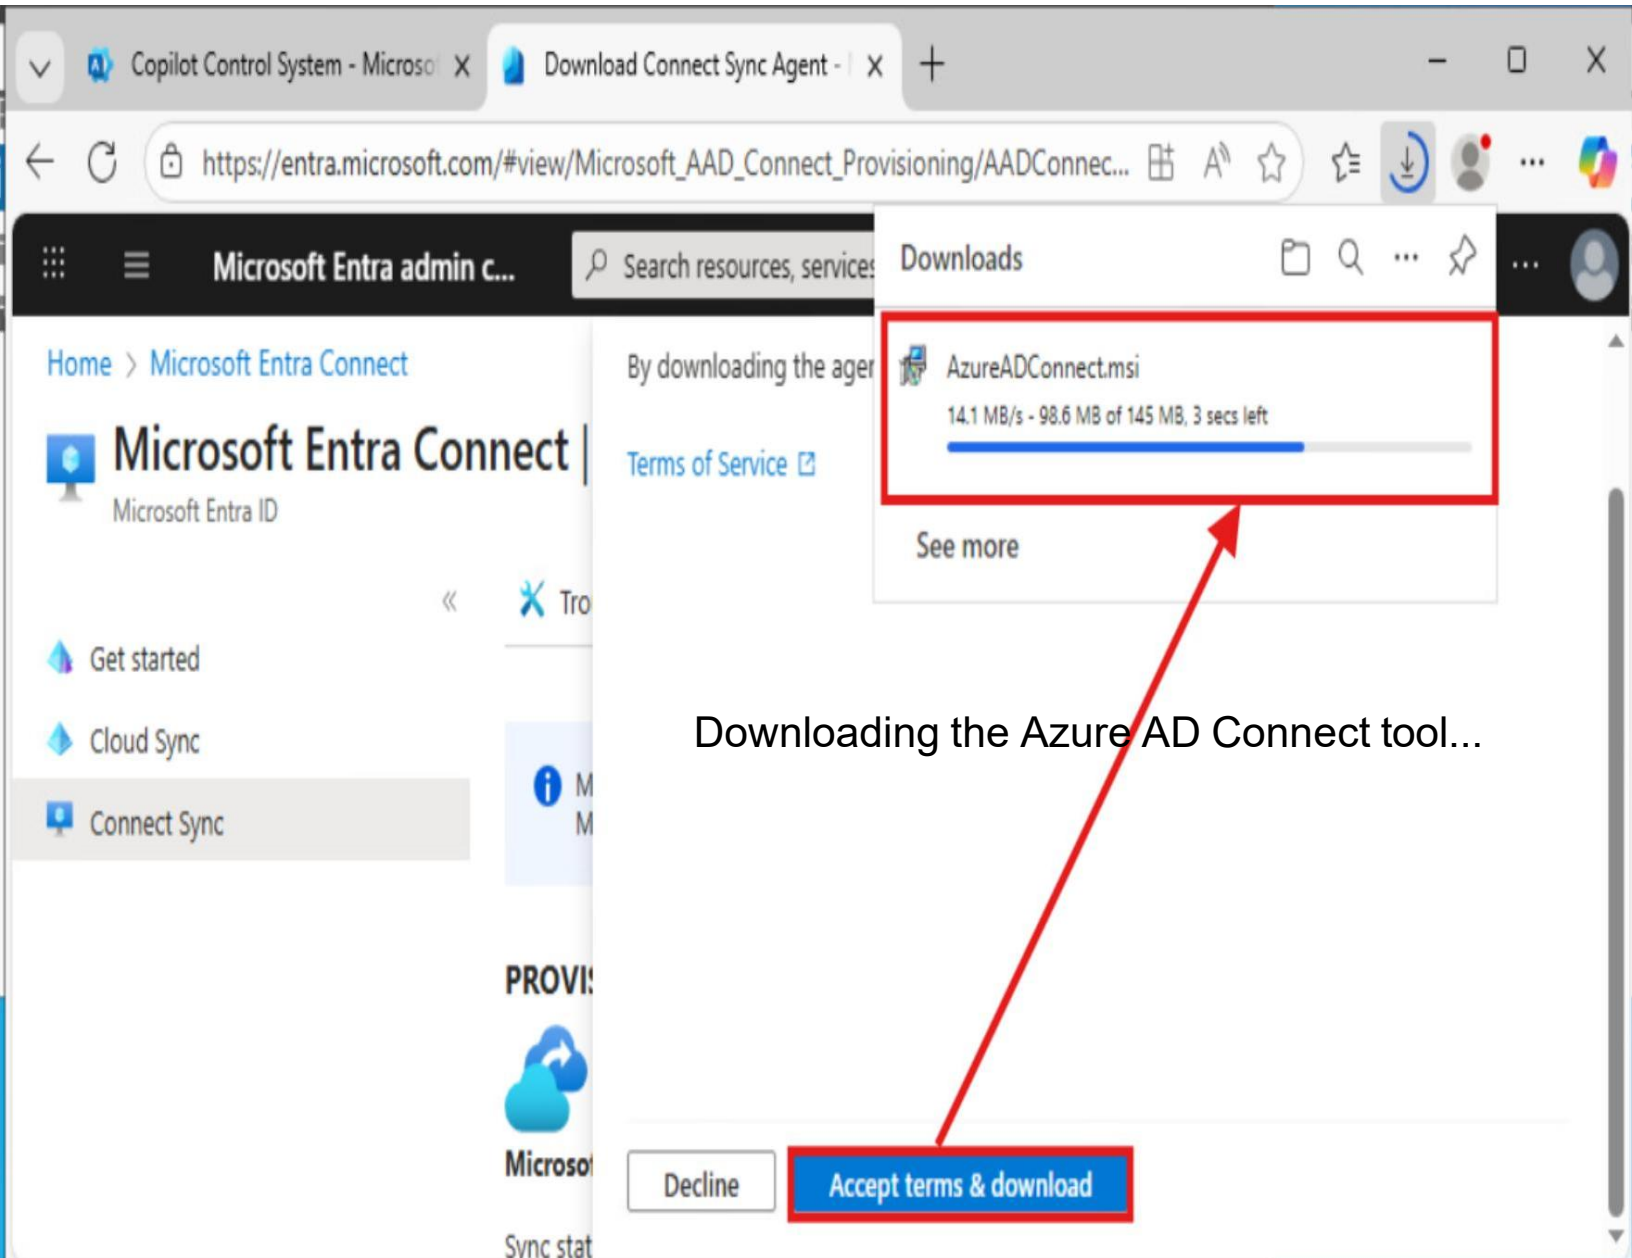 Copilot Control System - Microso
Download Connect Sync Agent -
https://entra.microsoft.com/#view/Microsoft_AAD_Connect_Provisioning/AADConnec...
Microsoft Entra admin c...
Search resources, services
Downloads
Home > Microsoft Entra Connect
By downloading the agen
AzureADConnect.msi
14.1 MB/s - 98.6 MB of 145 MB, 3 secs left
Microsoft Entra Connect |
Terms of Service
Microsoft Entra ID
See more
Tro
Get started
Cloud Sync
Downloading the Azure AD Connect tool...
M
M
Connect Sync
PROVIS
Microsof
Decline
Accept terms & download
Sync stat